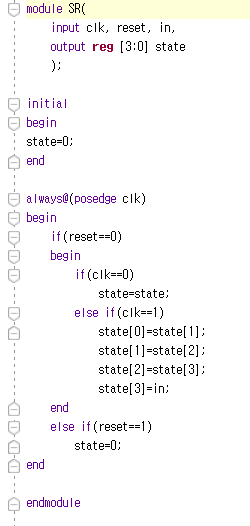 module SR(
input clk, reset, in,
output reg [3:0] state
);
initial
begin
state=0;
end
always@(posedge clk)
begin
if(reset==0)
begin
if(clk==0)
state=state;
else if(clk==1)
state[0]=state[1];
state[1]=state[2];
state[2]=state[3];
state[3]=in;
end
else if(reset==1)
state=0;
end
endmodule